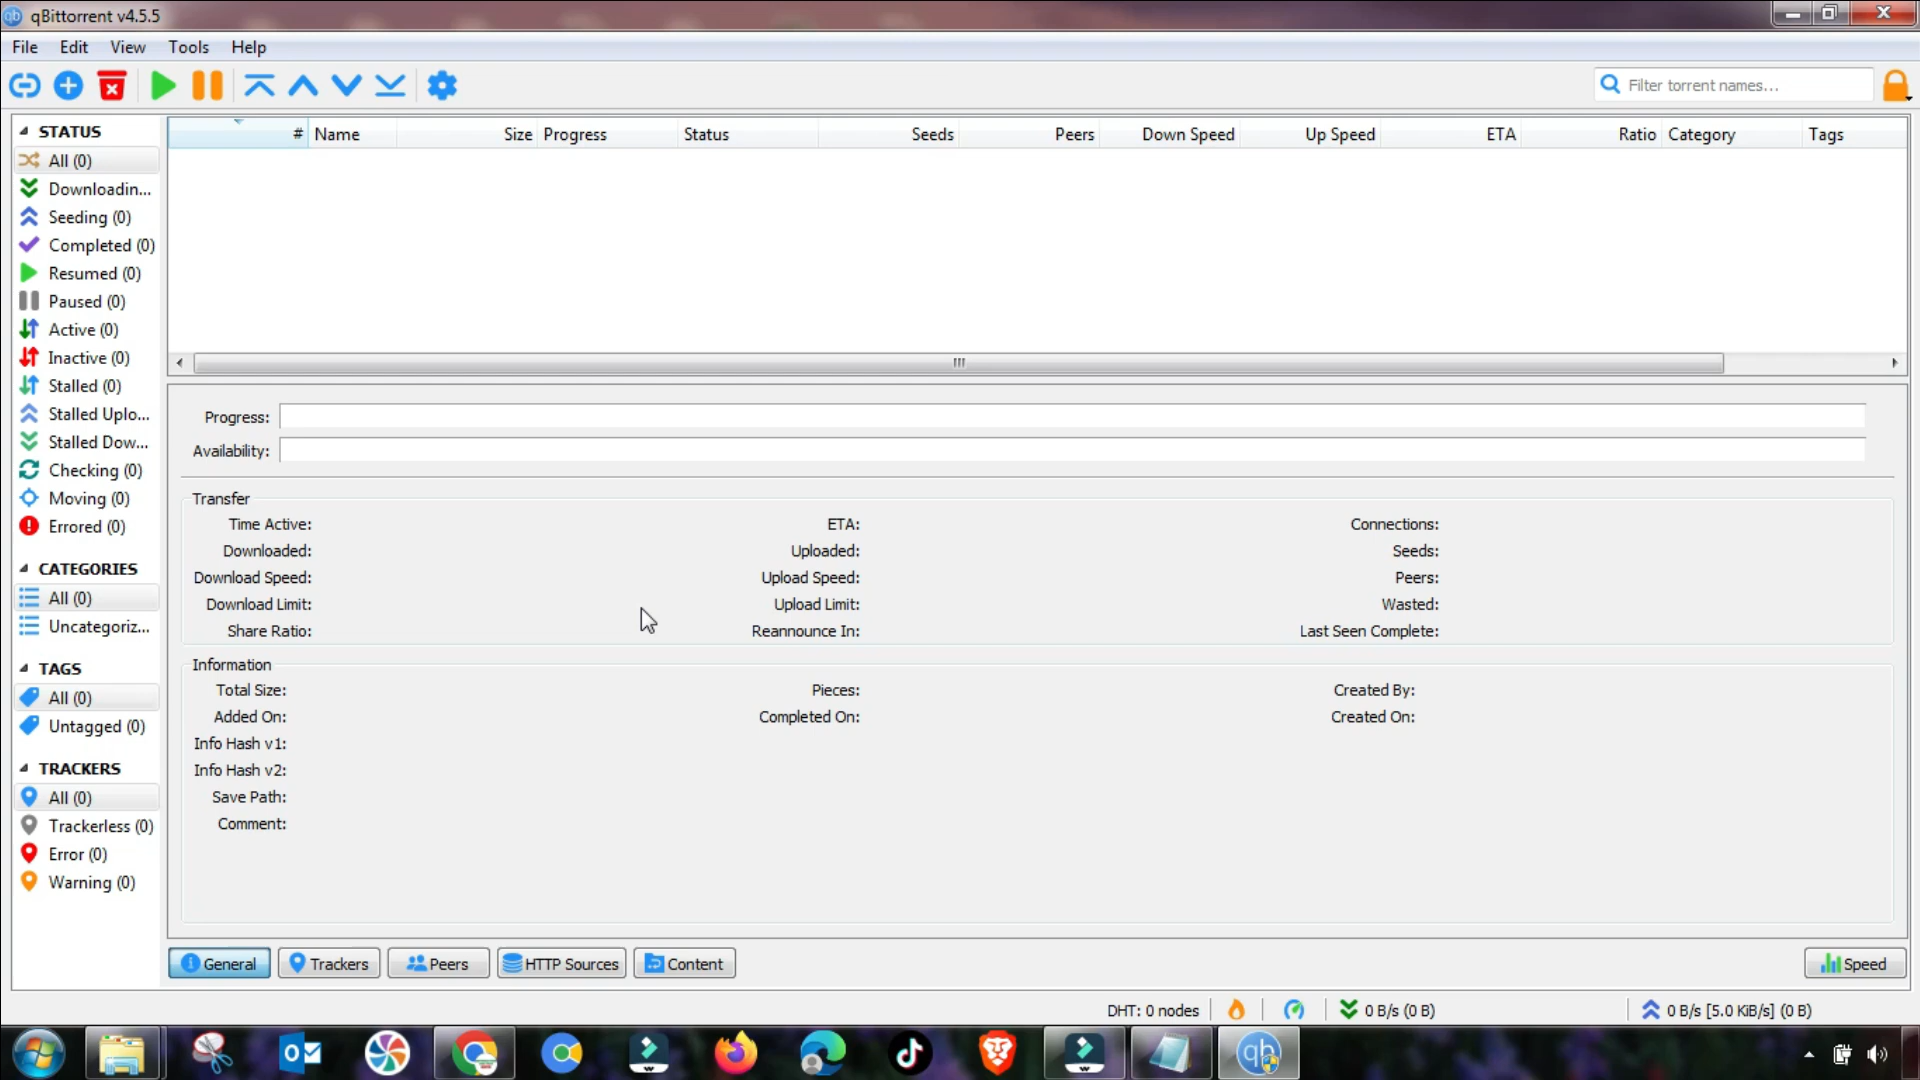 qBittorrent v4.5.5
File Edit View Tools Help
Filter torrent names...
STATUS
All (0)
Downloadin...
Seeding (0)
Completed (0)
Resumed (0)
Paused (0)
Active (0)
Inactive (0)
Stalled (0)
Stalled Uplo...
Stalled Dow...
Checking (0)
Moving (0)
Errored (0)
CATEGORIES
All (0)
Uncategoriz...
TAGS
All (0)
Untagged (0)
TRACKERS
All (0)
Trackerless (0)
Error (0)
Warning (0)
# Name Size Progress Status Seeds Peers Down Speed Up Speed ETA Ratio Category Tags
Progress:
Availability:
Transfer
Time Active: ETA: Connections:
Downloaded: Uploaded: Seeds:
Download Speed: Upload Speed: Peers:
Download Limit: Upload Limit: Wasted:
Share Ratio: Reannounce In: Last Seen Complete:
Information
Total Size: Pieces: Created By:
Added On: Completed On: Created On:
Info Hash v1:
Info Hash v2:
Save Path:
Comment:
General Trackers Peers HTTP Sources Content Speed
DHT: 0 nodes 0 B/s (0 B) 0 B/s [5.0 KiB/s] (0 B)